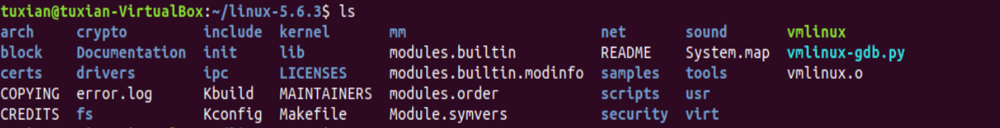 tuxian@tuxian-VirtualBox:~/linux-5.6.3$ ls
arch crypto include kernel mm net sound vmlinux
block Documentation init lib modules.builtin README System.map vmlinux-gdb.py
certs drivers ipc LICENSES modules.builtin.modinfo samples tools vmlinux.o
COPYING error.log Kbuild MAINTAINERS modules.order scripts usr
CREDITS fs Kconfig Makefile Module.symvers security virt